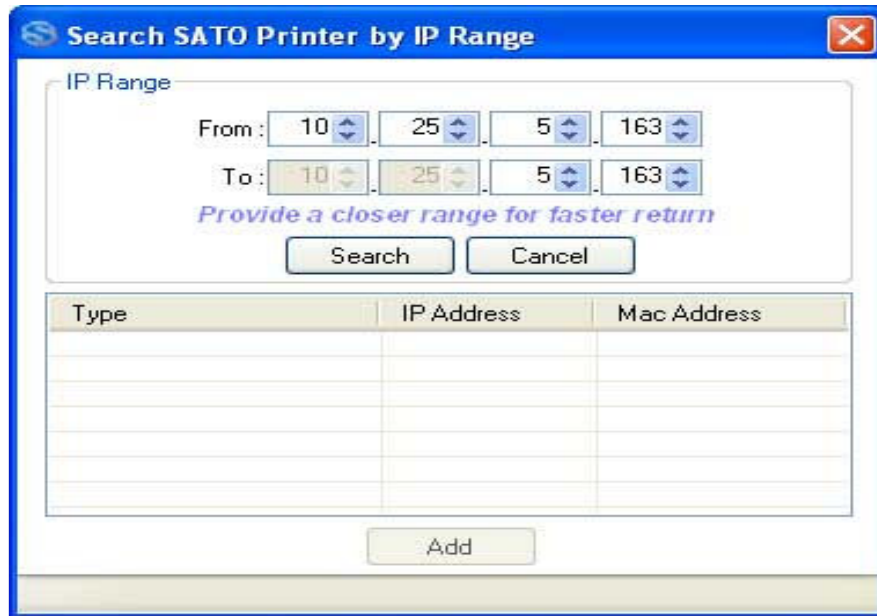 Search SATO Printer by IP Range
IP Range
From : 10 . 25 . 5 . 163
To : 10 . 25 . 5 . 163
Provide a closer range for faster return
Search Cancel
Type IP Address Mac Address
Add